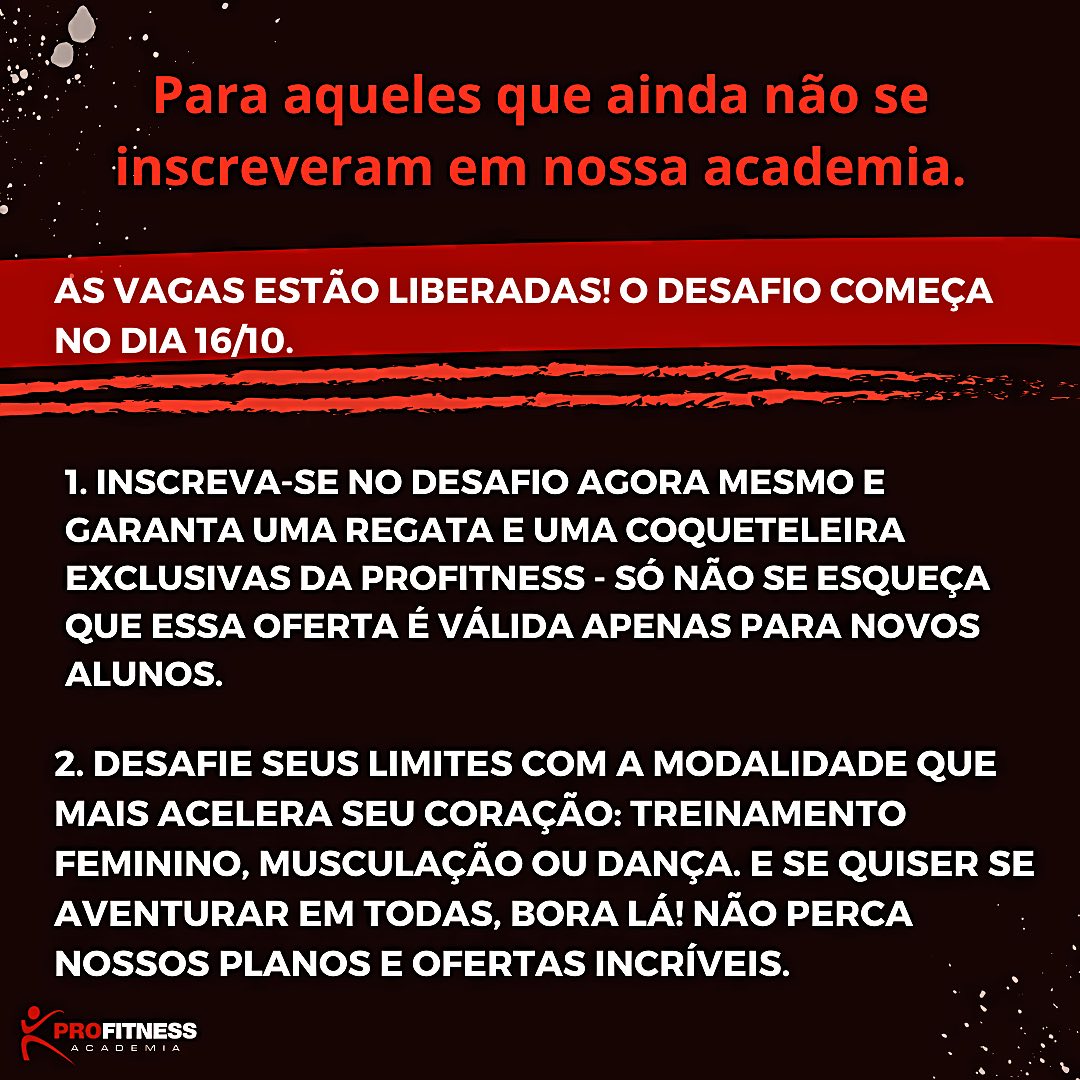 Para aqueles que ainda não se
inscreveram em nossa academia.
AS VAGAS ESTÃO LIBERADAS! O DESAFIO COMEÇA
NO DIA 16/10.
1. INSCREVA-SE NO DESAFIO AGORA MESMO E
GARANTA UMA REGATA E UMA COQUETELEIRA
EXCLUSIVAS DA PROFITNESS - SÓ NÃO SE ESQUEÇA
QUE ESSA OFERTA É VÁLIDA APENAS PARA NOVOS
ALUNOS.
2. DESAFIE SEUS LIMITES COM A MODALIDADE QUE
MAIS ACELERA SEU CORAÇÃO: TREINAMENTO
FEMININO, MUSCULAÇÃO OU DANÇA. E SE QUISER SE
AVENTURAR EM TODAS, BORA LÁ! NÃO PERCA
NOSSOS PLANOS E OFERTAS INCRÍVEIS.
PROFITNESS
ACADEMIA